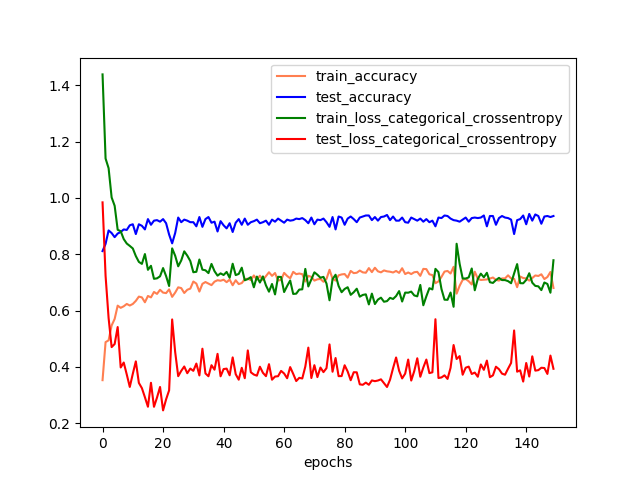 train_accuracy
test_accuracy
train_loss_categorical_crossentropy
test_loss_categorical_crossentropy
1.4
1.2
1.0
0.8
0.6
0.4
0.2
0 20 40 60 80 100 120 140
epochs